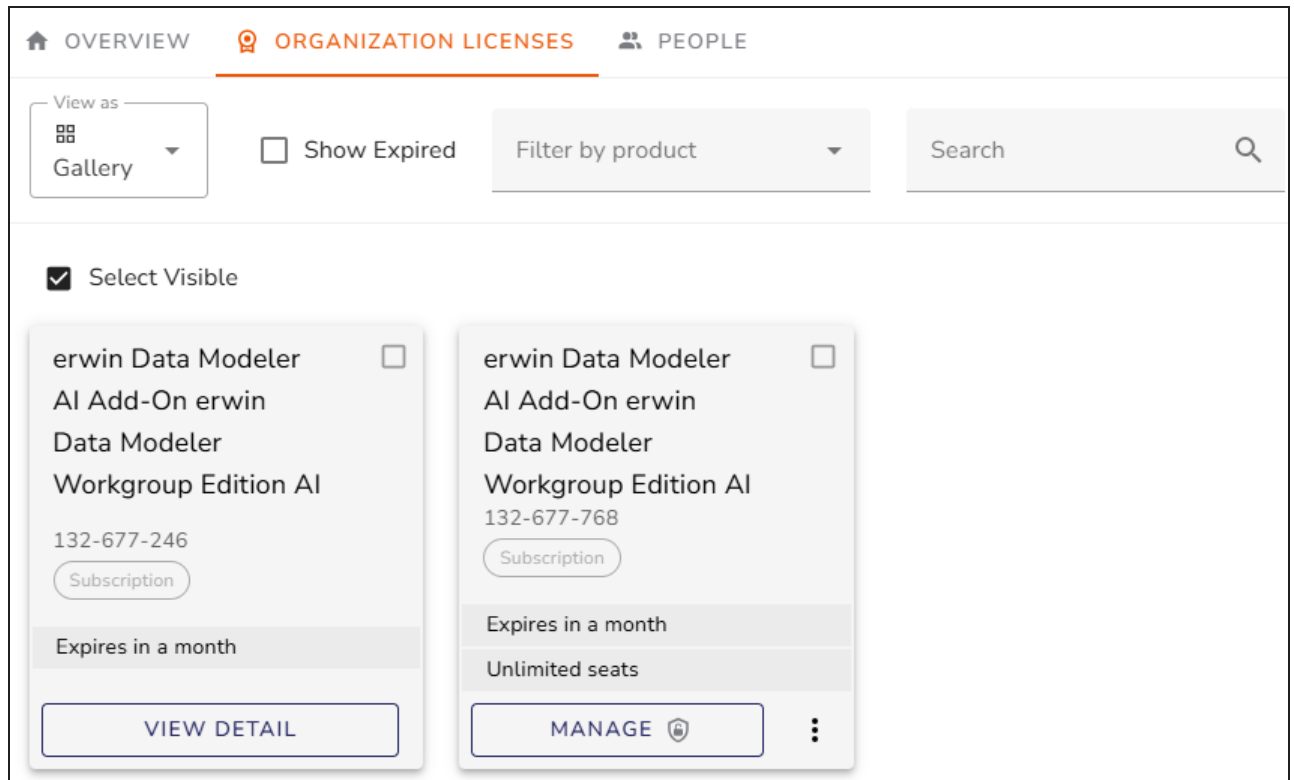 OVERVIEW
ORGANIZATION LICENSES
PEOPLE
View as
Gallery
Show Expired
Filter by product
Search
Select Visible
erwin Data Modeler
AI Add-On erwin
Data Modeler
Workgroup Edition AI
132-677-246
Subscription
Expires in a month
VIEW DETAIL
erwin Data Modeler
AI Add-On erwin
Data Modeler
Workgroup Edition AI
132-677-768
Subscription
Expires in a month
Unlimited seats
MANAGE